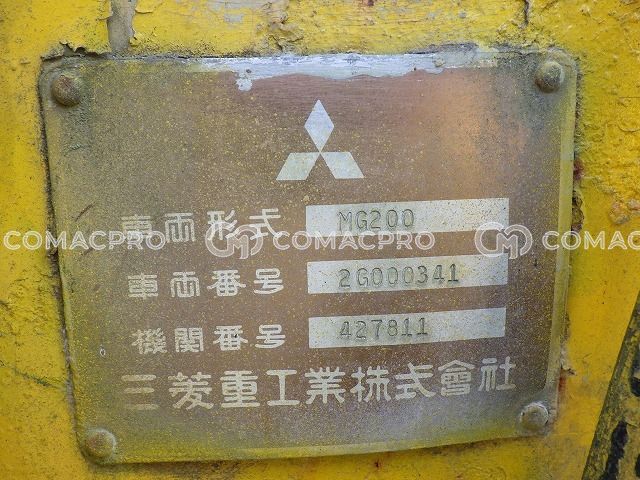 車両形式 MG200
COMACPRO COMACPRO COMACPRO
車両番号 2G000341
機関番号 427811
三菱重工業株式會社